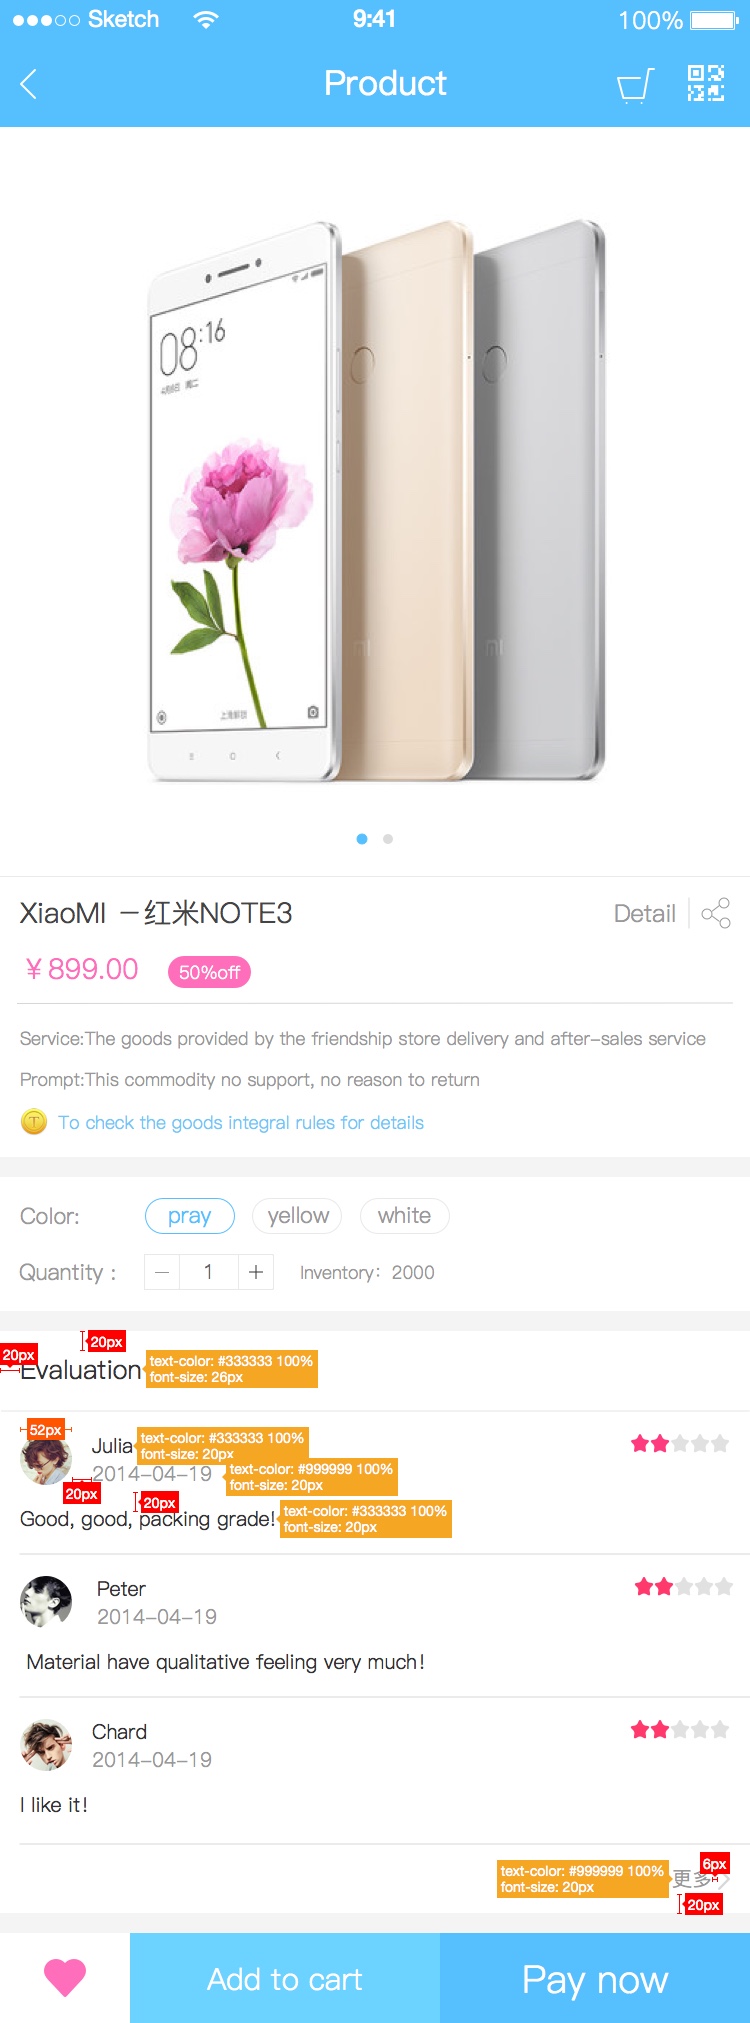 Sketch 9:41 100%
Product
08:16
50%off
XiaoMI －红米NOTE3 Detail
¥899.00 50%off
Service:The goods provided by the friendship store delivery and after-sales service
Prompt:This commodity no support, no reason to return
T To check the goods integral rules for details
Color: pray yellow white
Quantity : 1 Inventory: 2000
20px
20px
Evaluation text-color: #333333 100%
font-size: 26px
52px
Julia text-color: #333333 100%
font-size: 20px
2014-04-19 text-color: #999999 100%
font-size: 20px
20px
20px
Good, good, packing grade! text-color: #333333 100%
font-size: 20px
Peter
2014-04-19
Material have qualitative feeling very much!
Chard
2014-04-19
I like it!
text-color: #999999 100%
font-size: 20px
更多 6px
20px
Add to cart Pay now